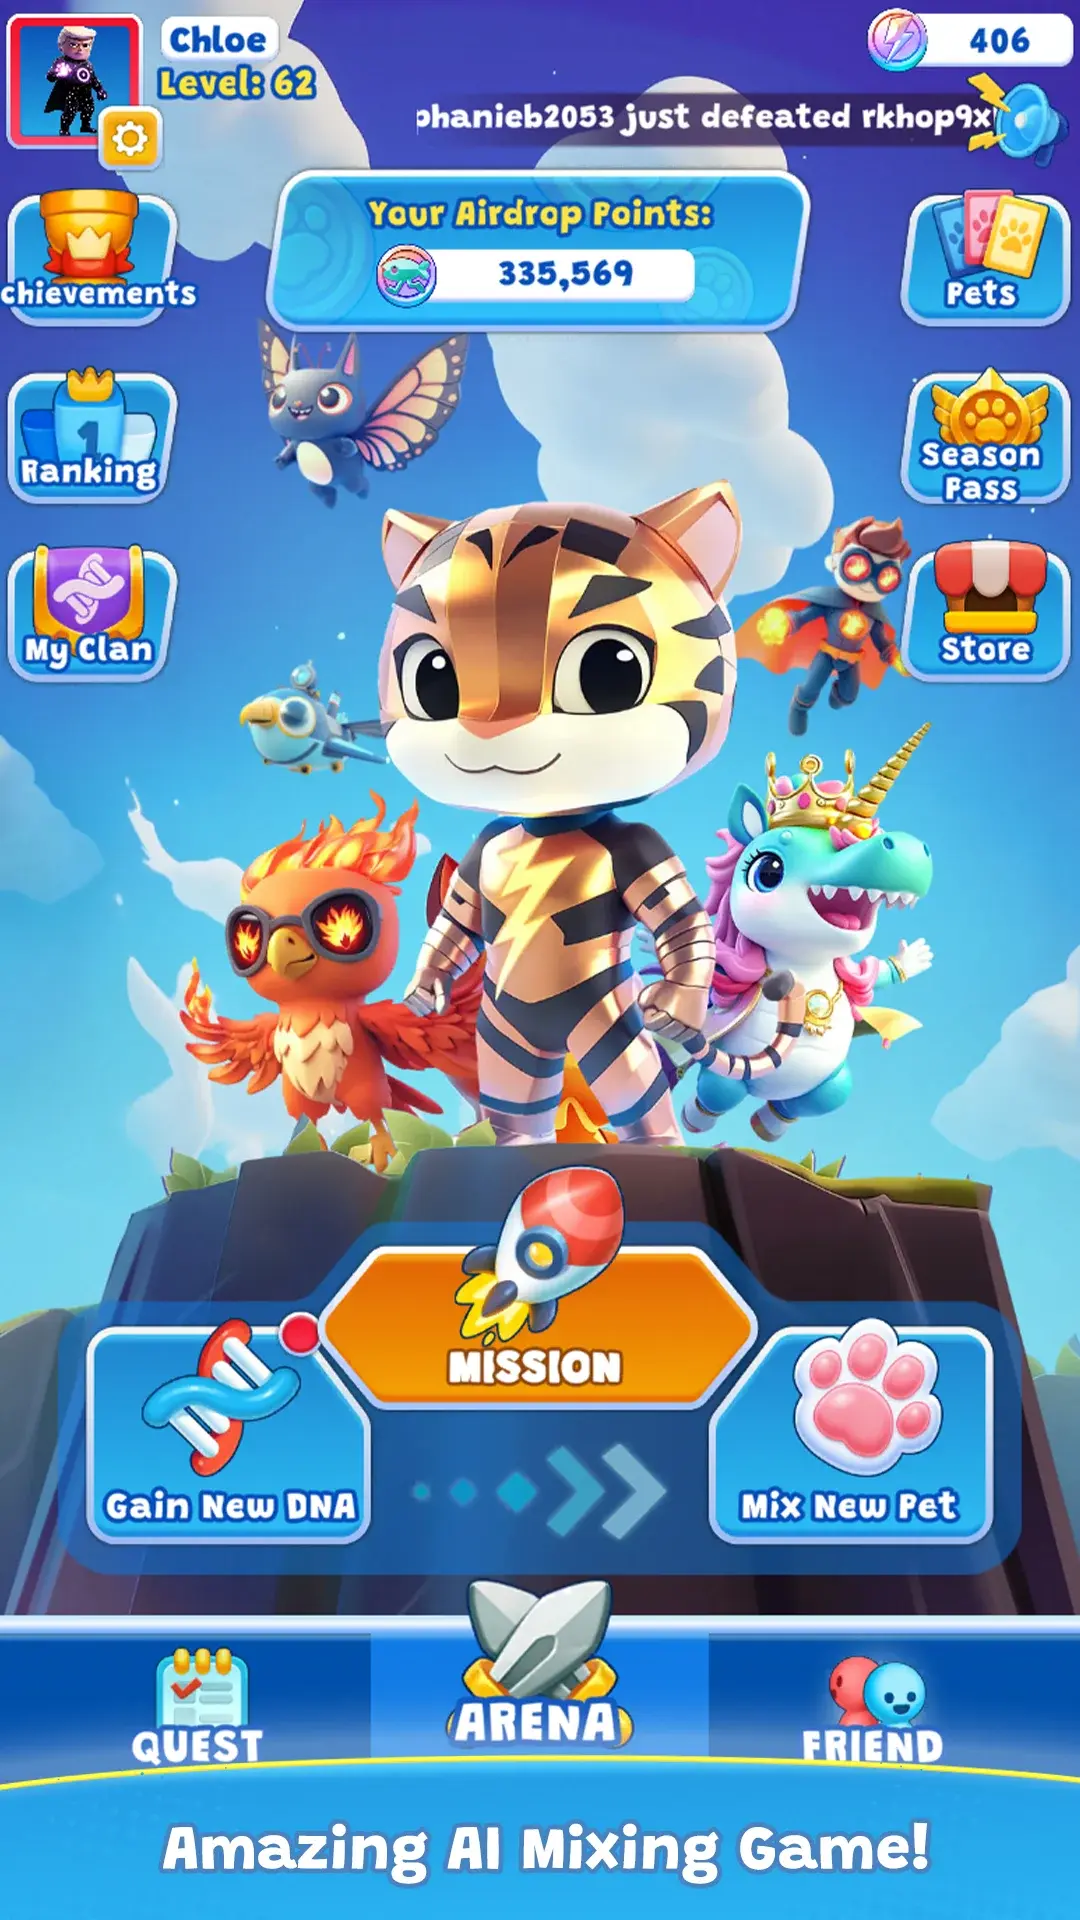 Chloe
Level: 62
406
phanieb2053 just defeated rkhop9x
Your Airdrop Points:
335,569
chievements
Pets
Ranking
1
Season
Pass
My Clan
Store
MISSION
Gain New DNA
Mix New Pet
QUEST
ARENA
FRIEND
Amazing AI Mixing Game!